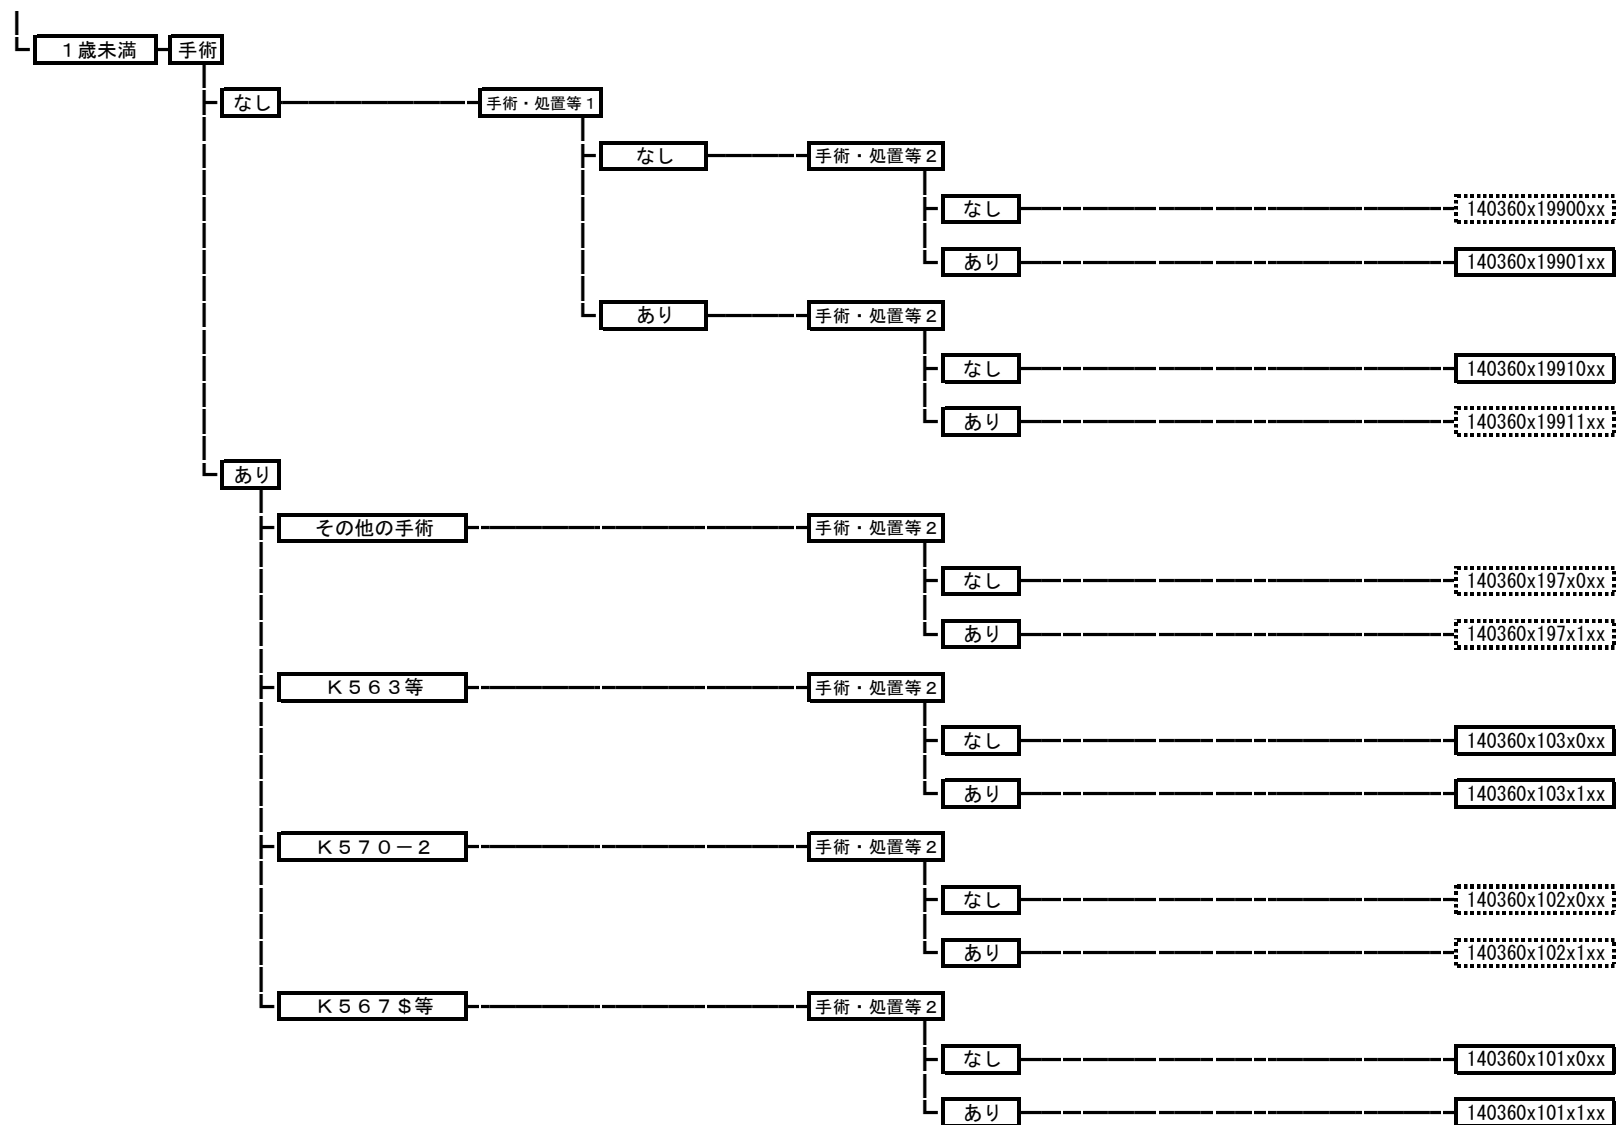 １歳未満 手術
なし 手術・処置等１
なし 手術・処置等２
なし 140360x19900xx
あり 140360x19901xx
あり 手術・処置等２
なし 140360x19910xx
あり 140360x19911xx
あり
その他の手術 手術・処置等２
なし 140360x197x0xx
あり 140360x197x1xx
Ｋ５６３等 手術・処置等２
なし 140360x103x0xx
あり 140360x103x1xx
Ｋ５７０－２ 手術・処置等２
なし 140360x102x0xx
あり 140360x102x1xx
Ｋ５６７＄等 手術・処置等２
なし 140360x101x0xx
あり 140360x101x1xx